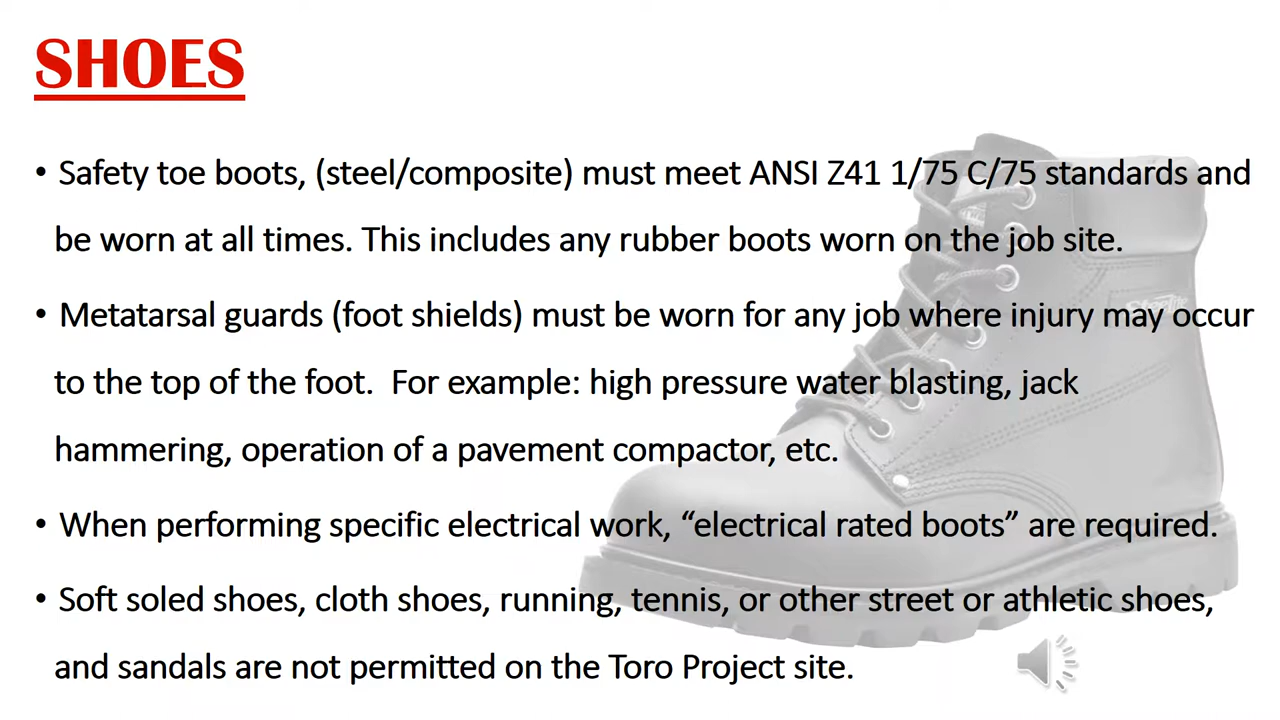 SHOES
• Safety toe boots, (steel/composite) must meet ANSI Z41 1/75 C/75 standards and
be worn at all times. This includes any rubber boots worn on the job site.
• Metatarsal guards (foot shields) must be worn for any job where injury may occur
to the top of the foot.  For example: high pressure water blasting, jack
hammering, operation of a pavement compactor, etc.
• When performing specific electrical work, “electrical rated boots” are required.
• Soft soled shoes, cloth shoes, running, tennis, or other street or athletic shoes,
and sandals are not permitted on the Toro Project site.